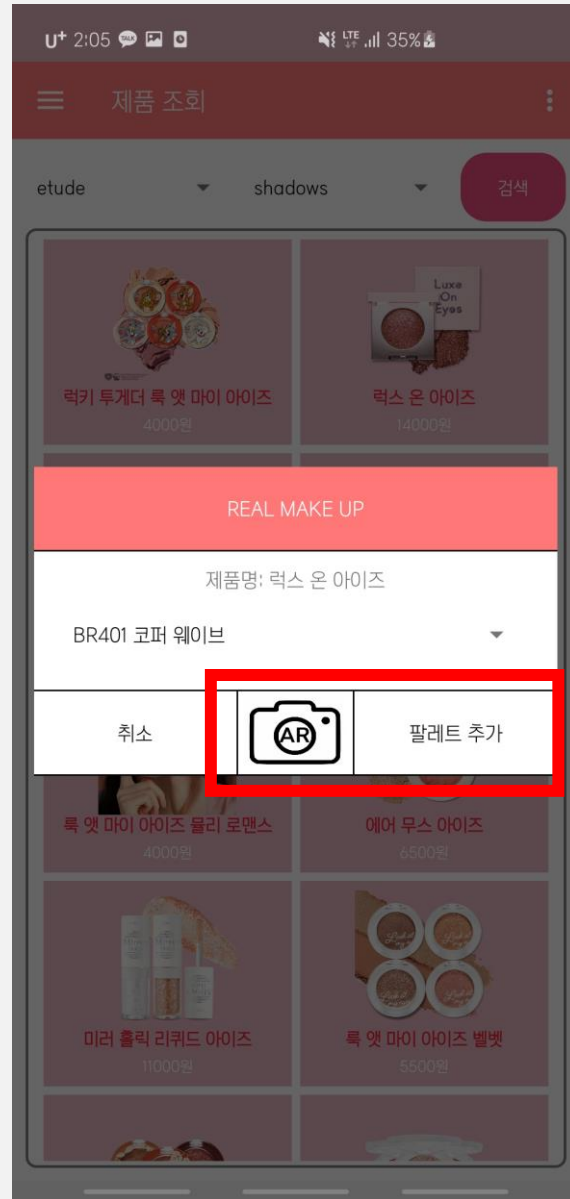 U+ 2:05 TALK LTE 35%
제품 조회
etude shadows 검색
Luxe
On
Eyes
럭키 투게더 룩 앳 마이 아이즈 럭스 온 아이즈
4000원 14000원
REAL MAKE UP
제품명: 럭스 온 아이즈
BR401 코퍼 웨이브
취소 AR 팔레트 추가
룩 앳 마이 아이즈 뮬리 로맨스 에어 무스 아이즈
4000원 6500원
미러 홀릭 리퀴드 아이즈 룩 앳 마이 아이즈 벨벳
11000원 5500원